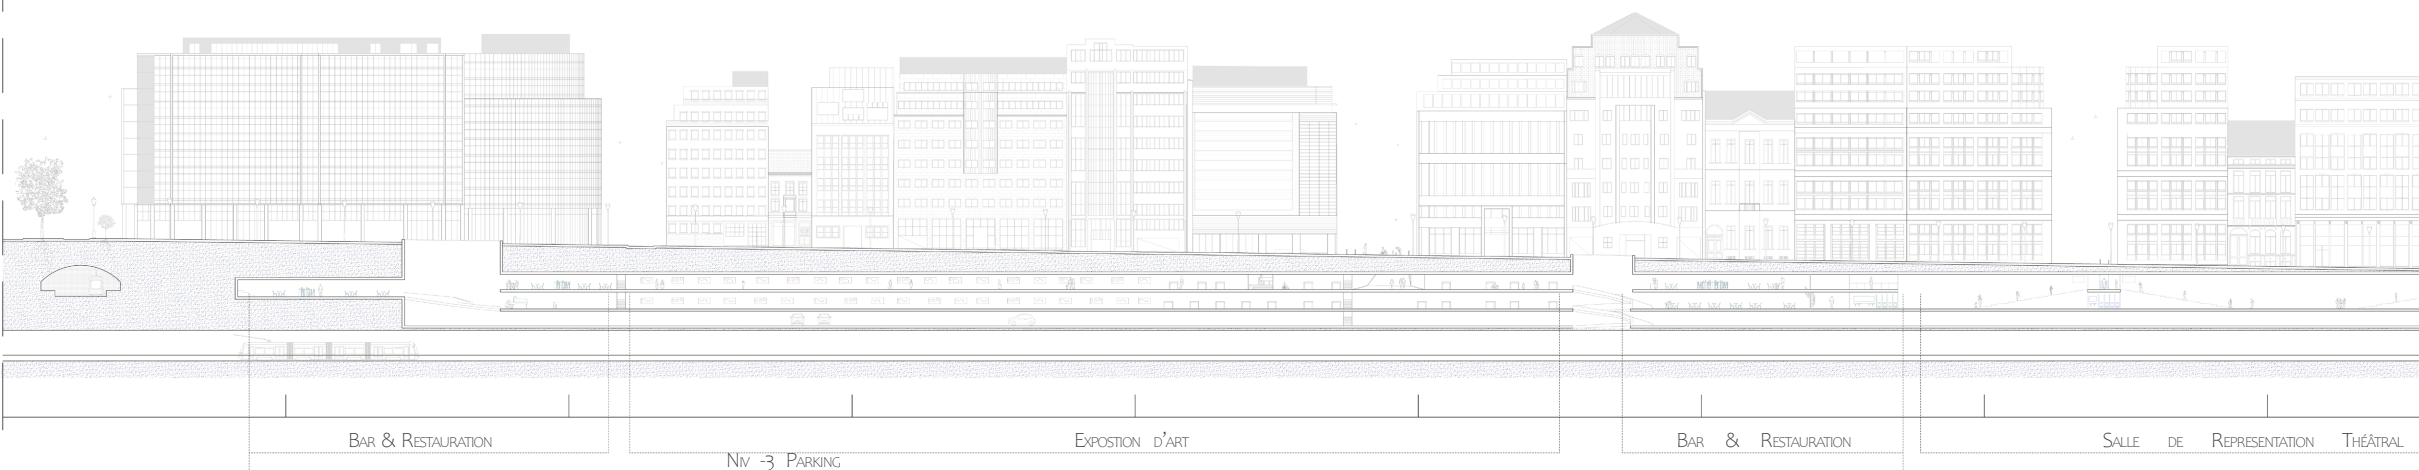 Bar & Restauration
Expostion d'art
Bar & Restauration
Salle de Representation Théâtral
Niv -3 Parking